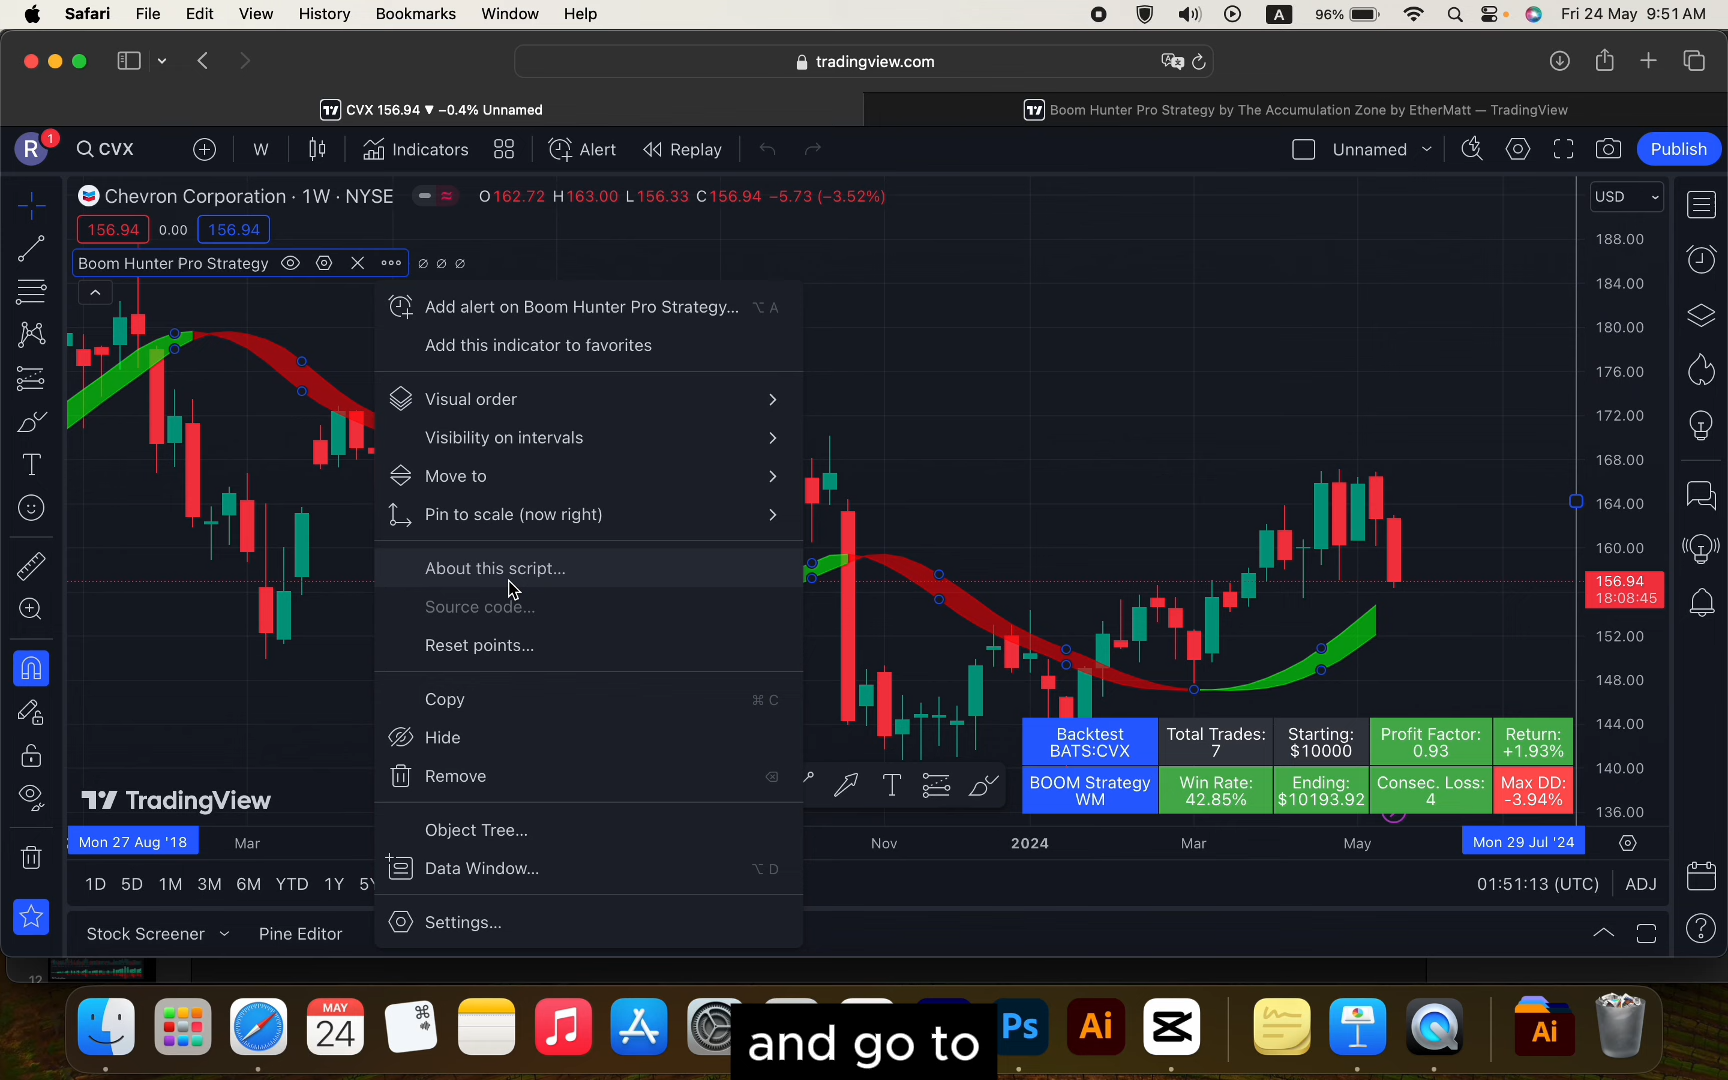 Safari File Edit View History Bookmarks Window Help
A 96% Fri 24 May 9:51 AM
tradingview.com
CVX 156.94 ▼ −0.4% Unnamed
Boom Hunter Pro Strategy by The Accumulation Zone by EtherMatt — TradingView
R 1 CVX W Indicators Alert Replay Unnamed Publish
Chevron Corporation · 1W · NYSE O162.72 H163.00 L156.33 C156.94 −5.73 (−3.52%)
USD
156.94 0.00 156.94
Boom Hunter Pro Strategy
Add alert on Boom Hunter Pro Strategy... ⌥ A
Add this indicator to favorites
Visual order
Visibility on intervals
Move to
Pin to scale (now right)
About this script...
Source code...
Reset points...
Copy ⌘ C
Hide
Remove
Object Tree...
Data Window... ⌥ D
Settings...
188.00
184.00
180.00
176.00
172.00
168.00
164.00
160.00
156.94
18:08:45
152.00
148.00
144.00
140.00
136.00
Backtest
BATS:CVX
Total Trades:
7
Starting:
$10000
Profit Factor:
0.93
Return:
+1.93%
BOOM Strategy
WM
Win Rate:
42.85%
Ending:
$10193.92
Consec. Loss:
4
Max DD:
-3.94%
TradingView
Mon 27 Aug '18 Mar Nov 2024 Mar May Mon 29 Jul '24
1D 5D 1M 3M 6M YTD 1Y 5Y 01:51:13 (UTC) ADJ
Stock Screener Pine Editor
12
MAY
24
Ps Ai Ai
and go to